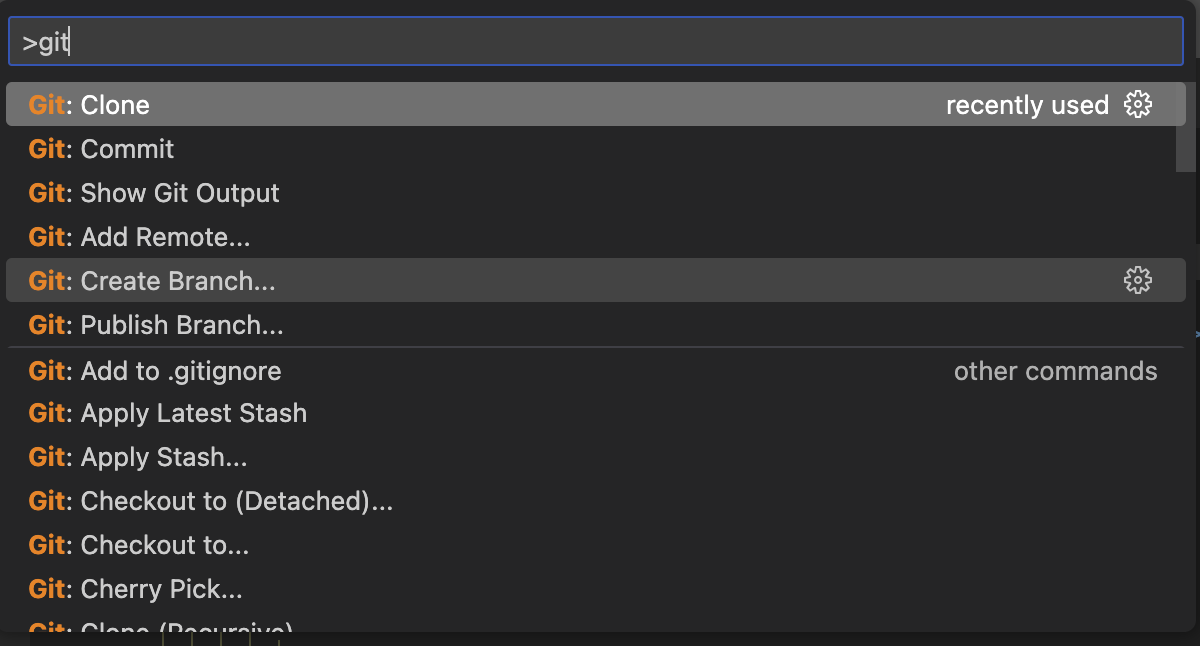 >git
Git: Clone recently used
Git: Commit
Git: Show Git Output
Git: Add Remote...
Git: Create Branch...
Git: Publish Branch...
Git: Add to .gitignore other commands
Git: Apply Latest Stash
Git: Apply Stash...
Git: Checkout to (Detached)...
Git: Checkout to...
Git: Cherry Pick...
Git: Clone (Recursive)